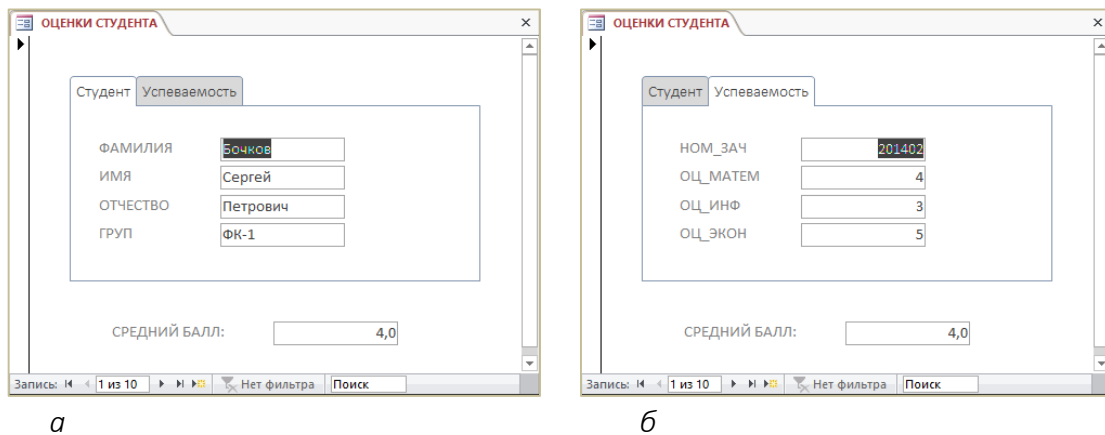 ОЦЕНКИ СТУДЕНТА
Студент Успеваемость
ФАМИЛИЯ Бочков
ИМЯ Сергей
ОТЧЕСТВО Петрович
ГРУП ФК-1
СРЕДНИЙ БАЛЛ: 4,0
Запись: 1 из 10 Нет фильтра Поиск
а
ОЦЕНКИ СТУДЕНТА
Студент Успеваемость
НОМ_ЗАЧ 201402
ОЦ_МАТЕМ 4
ОЦ_ИНФ 3
ОЦ_ЭКОН 5
СРЕДНИЙ БАЛЛ: 4,0
Запись: 1 из 10 Нет фильтра Поиск
б